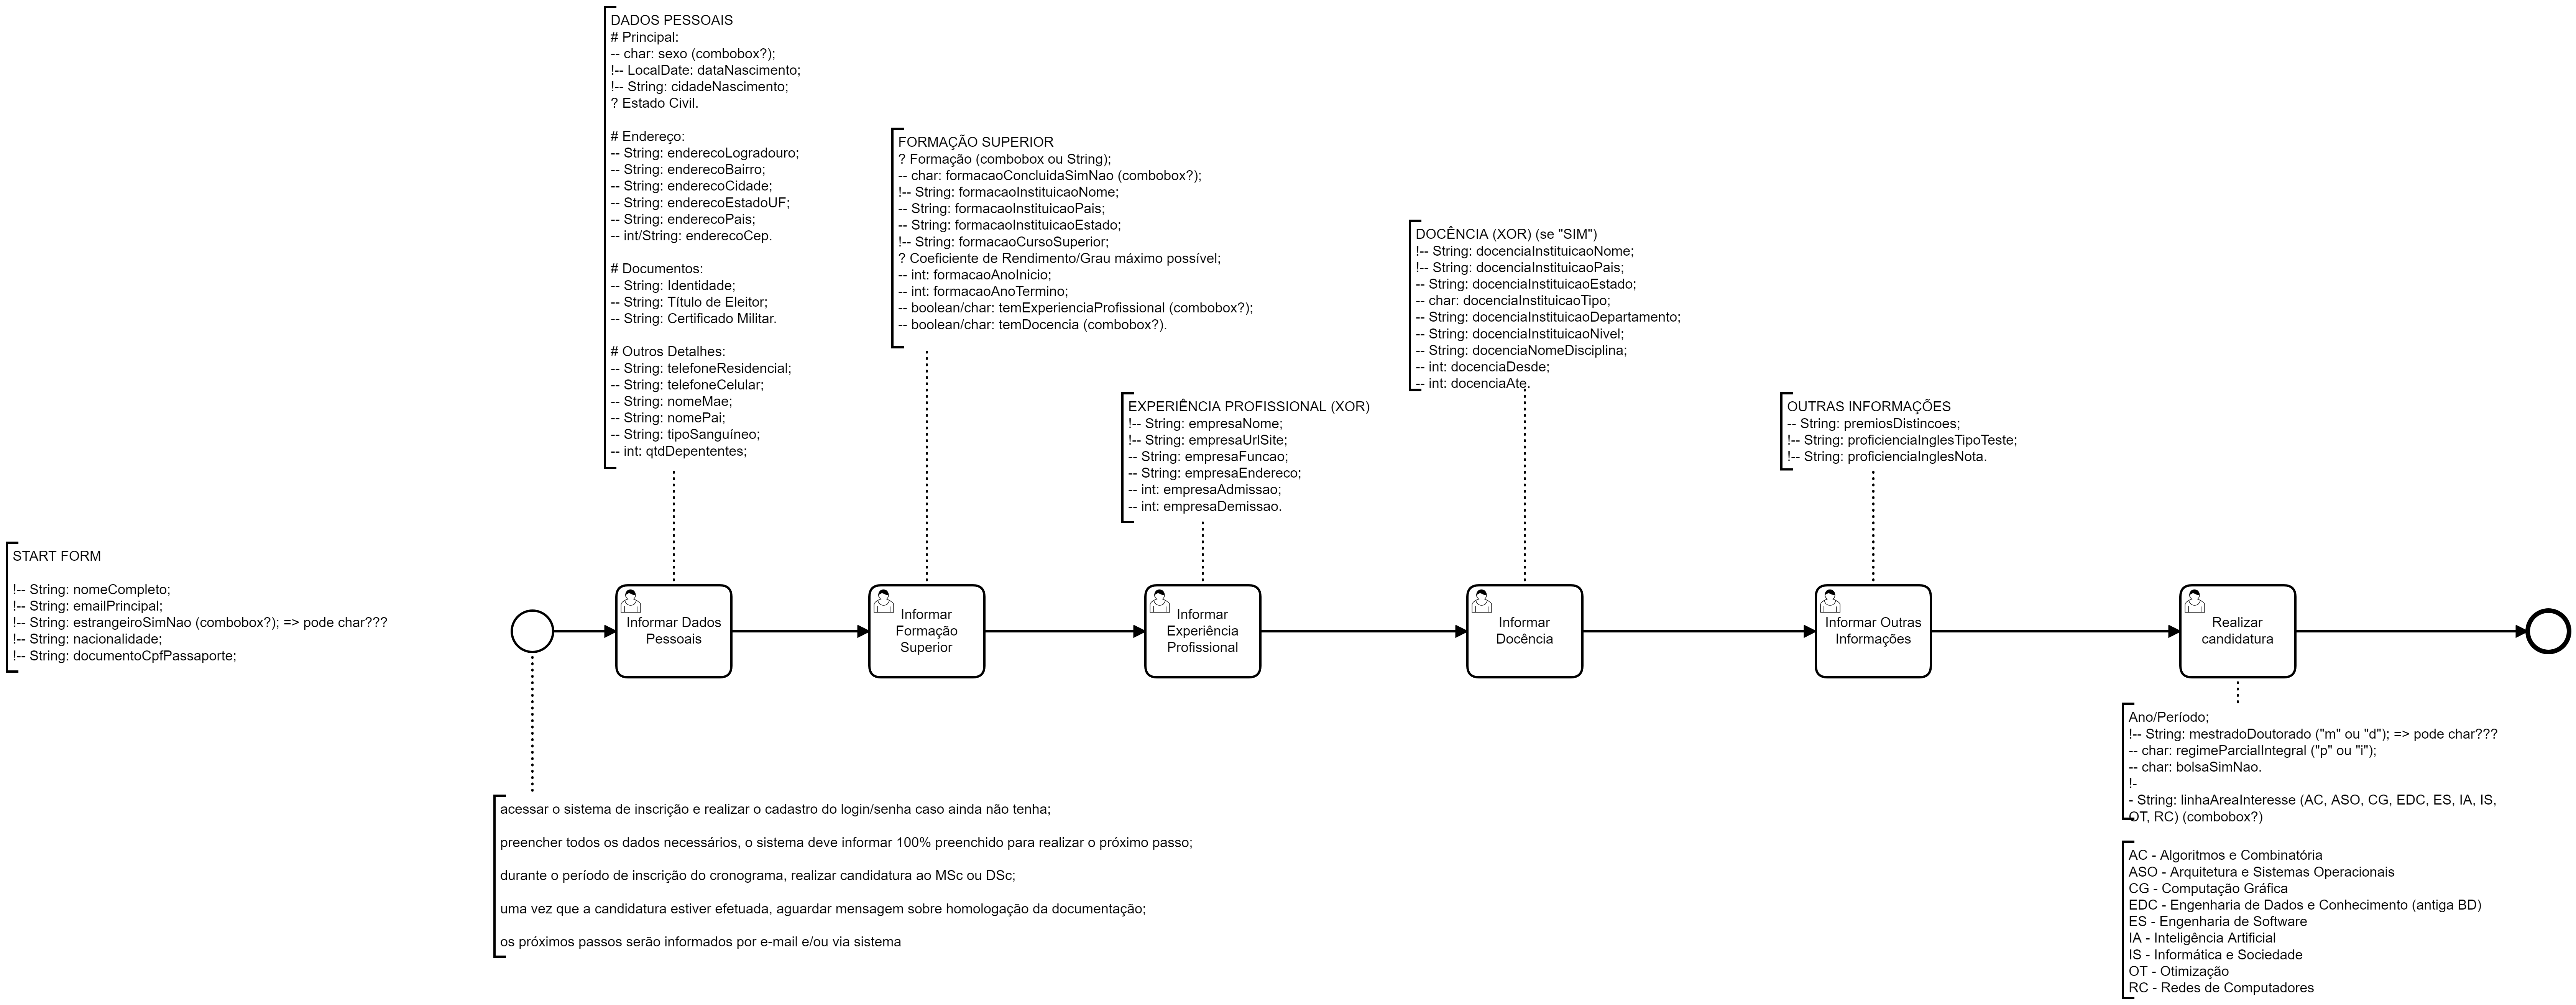 DADOS PESSOAIS
# Principal:
-- char: sexo (combobox?);
!-- LocalDate: dataNascimento;
!-- String: cidadeNascimento;
? Estado Civil.
# Endereço:
-- String: enderecoLogradouro;
-- String: enderecoBairro;
-- String: enderecoCidade;
-- String: enderecoEstadoUF;
-- String: enderecoPais;
-- int/String: enderecoCep.
# Documentos:
-- String: Identidade;
-- String: Título de Eleitor;
-- String: Certificado Militar.
# Outros Detalhes:
-- String: telefoneResidencial;
-- String: telefoneCelular;
-- String: nomeMae;
-- String: nomePai;
-- String: tipoSanguíneo;
-- int: qtdDepententes;
FORMAÇÃO SUPERIOR
? Formação (combobox ou String);
-- char: formacaoConcluidaSimNao (combobox?);
!-- String: formacaoInstituicaoNome;
-- String: formacaoInstituicaoPais;
-- String: formacaoInstituicaoEstado;
!-- String: formacaoCursoSuperior;
? Coeficiente de Rendimento/Grau máximo possível;
-- int: formacaoAnoInicio;
-- int: formacaoAnoTermino;
-- boolean/char: temExperienciaProfissional (combobox?);
-- boolean/char: temDocencia (combobox?).
EXPERIÊNCIA PROFISSIONAL (XOR)
!-- String: empresaNome;
!-- String: empresaUrlSite;
-- String: empresaFuncao;
-- String: empresaEndereco;
-- int: empresaAdmissao;
-- int: empresaDemissao.
DOCÊNCIA (XOR) (se "SIM")
!-- String: docenciaInstituicaoNome;
!-- String: docenciaInstituicaoPais;
-- String: docenciaInstituicaoEstado;
-- char: docenciaInstituicaoTipo;
-- String: docenciaInstituicaoDepartamento;
-- String: docenciaInstituicaoNivel;
-- String: docenciaNomeDisciplina;
-- int: docenciaDesde;
-- int: docenciaAte.
OUTRAS INFORMAÇÕES
-- String: premiosDistincoes;
!-- String: proficienciaInglesTipoTeste;
!-- String: proficienciaInglesNota.
START FORM
!-- String: nomeCompleto;
!-- String: emailPrincipal;
!-- String: estrangeiroSimNao (combobox?); => pode char???
!-- String: nacionalidade;
!-- String: documentoCpfPassaporte;
Informar Dados
Pessoais
Informar
Formação
Superior
Informar
Experiência
Profissional
Informar
Docência
Informar Outras
Informações
Realizar
candidatura
acessar o sistema de inscrição e realizar o cadastro do login/senha caso ainda não tenha;
preencher todos os dados necessários, o sistema deve informar 100% preenchido para realizar o próximo passo;
durante o período de inscrição do cronograma, realizar candidatura ao MSc ou DSc;
uma vez que a candidatura estiver efetuada, aguardar mensagem sobre homologação da documentação;
os próximos passos serão informados por e-mail e/ou via sistema
Ano/Período;
!-- String: mestradoDoutorado ("m" ou "d"); => pode char???
-- char: regimeParcialIntegral ("p" ou "i");
-- char: bolsaSimNao.
!-
- String: linhaAreaInteresse (AC, ASO, CG, EDC, ES, IA, IS,
OT, RC) (combobox?)
AC - Algoritmos e Combinatória
ASO - Arquitetura e Sistemas Operacionais
CG - Computação Gráfica
EDC - Engenharia de Dados e Conhecimento (antiga BD)
ES - Engenharia de Software
IA - Inteligência Artificial
IS - Informática e Sociedade
OT - Otimização
RC - Redes de Computadores